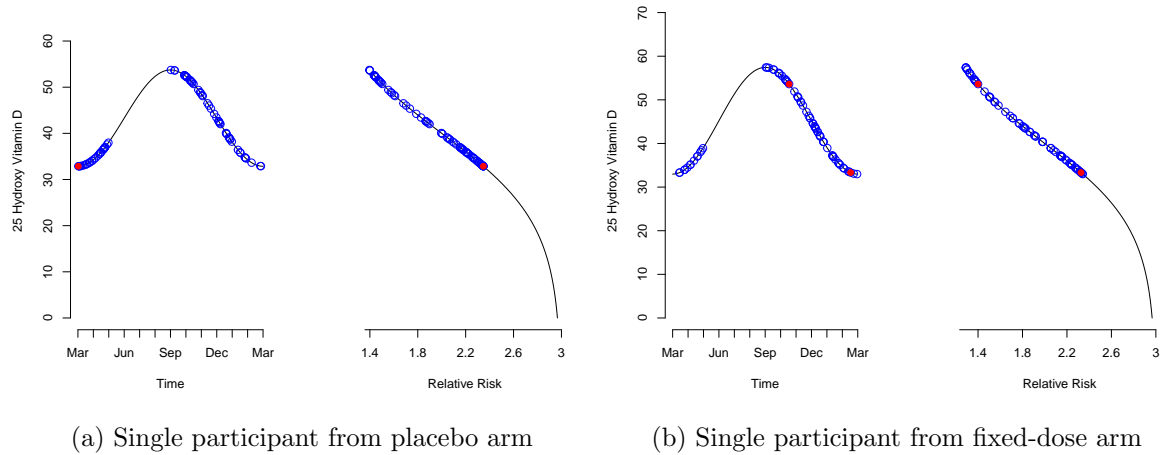 25 Hydroxy Vitamin D
60
50
40
30
20
10
0
Mar Jun Sep Dec Mar
Time
1.4 1.8 2.2 2.6 3
Relative Risk
(a) Single participant from placebo arm
25 Hydroxy Vitamin D
70
60
50
40
30
20
10
0
Mar Jun Sep Dec Mar
Time
1.4 1.8 2.2 2.6 3
Relative Risk
(b) Single participant from fixed-dose arm